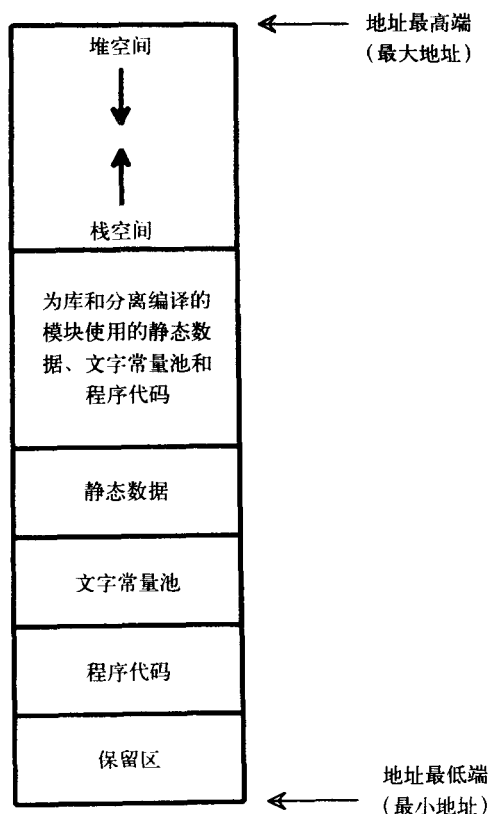 堆空间
地址最高端
(最大地址)
栈空间
为库和分离编译的
模块使用的静态数
据、文字常量池和
程序代码
静态数据
文字常量池
程序代码
保留区
地址最低端
(最小地址)